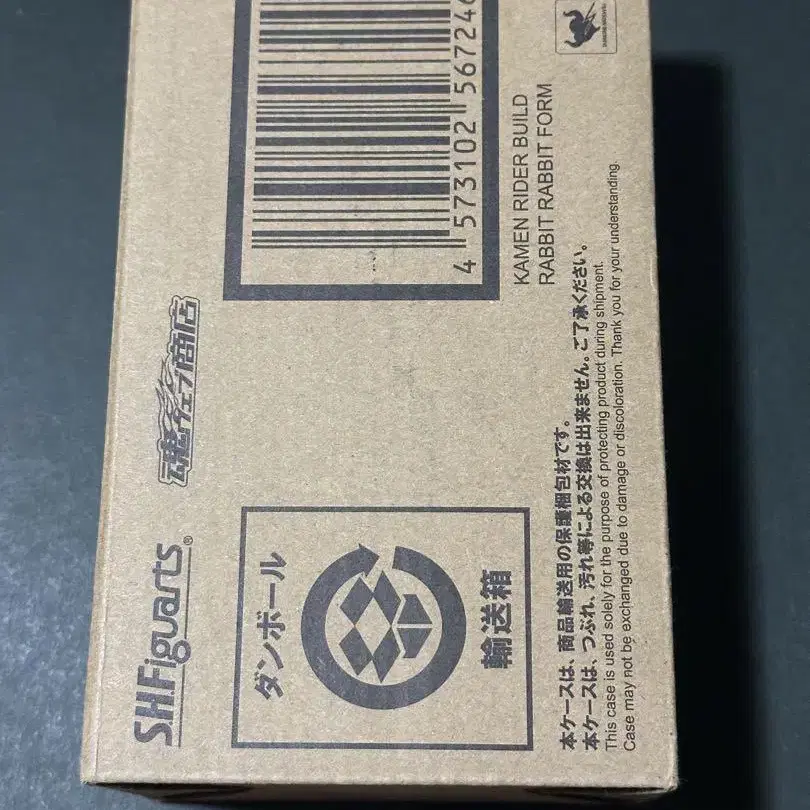 S.H.Figuarts®
魂ウェブ商店
4 573102 56724
KAMEN RIDER BUILD
RABBIT RABBIT FORM
ダンボール
輸送箱
本ケースは、商品輸送用の保護梱包材です。
本ケースは、つぶれ、汚れ等による交換は出来ません。ご了承ください。
This case is used solely for the purpose of protecting product during shipment.
Case may not be exchanged due to damage or discoloration. Thank you for your understanding.